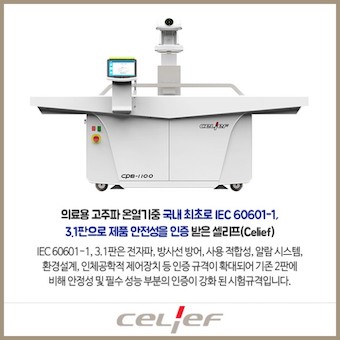 CELIEF
CPB-1100
의료용 고주파 온열기중 국내 최초로 IEC 60601-1,
3.1판으로 제품 안전성을 인증 받은 셀리프(Celief)
IEC 60601-1, 3.1판은 전자파, 방사선 방어, 사용 적합성, 알람 시스템,
환경설계, 인체공학적 제어장치 등 인증 규격이 확대되어 기존 2판에
비해 안정성 및 필수 성능 부분의 인증이 강화 된 시험규격입니다.
CELIEF